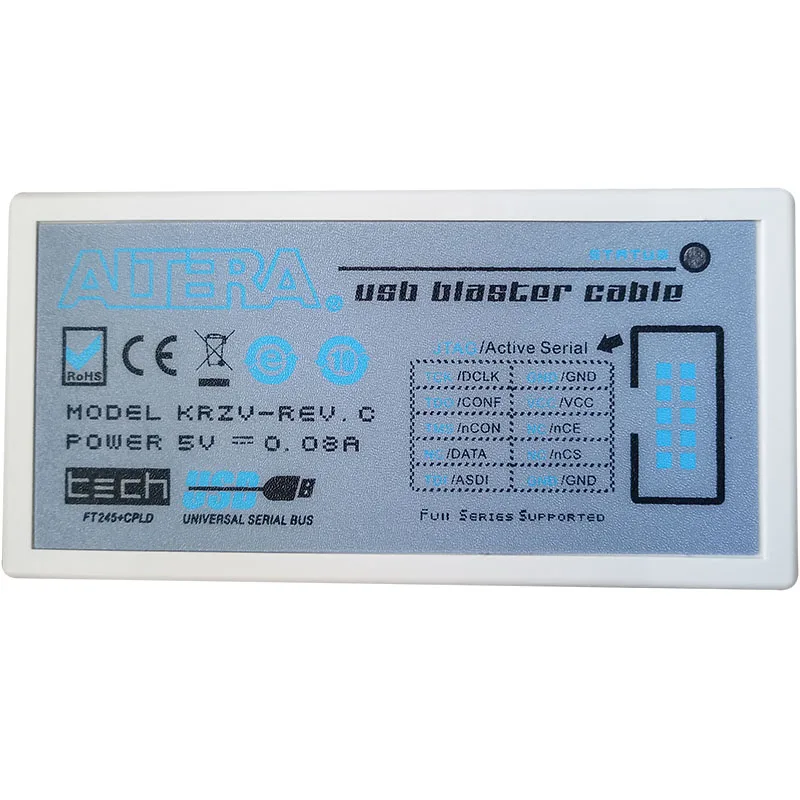 STATUS
ALTERA®
usb blaster cable
RoHS CE e 10
JTAG/Active Serial
TCK/DCLK GND/GND
TDO/CONF VCC/VCC
TMS/nCON NC/nCE
NC/DATA NC/nCS
TDI/ASDI GND/GND
MODEL KRZV-REV.C
POWER 5V ⎓ 0.08A
tech USB
FT245+CPLD UNIVERSAL SERIAL BUS
Full Series Supported